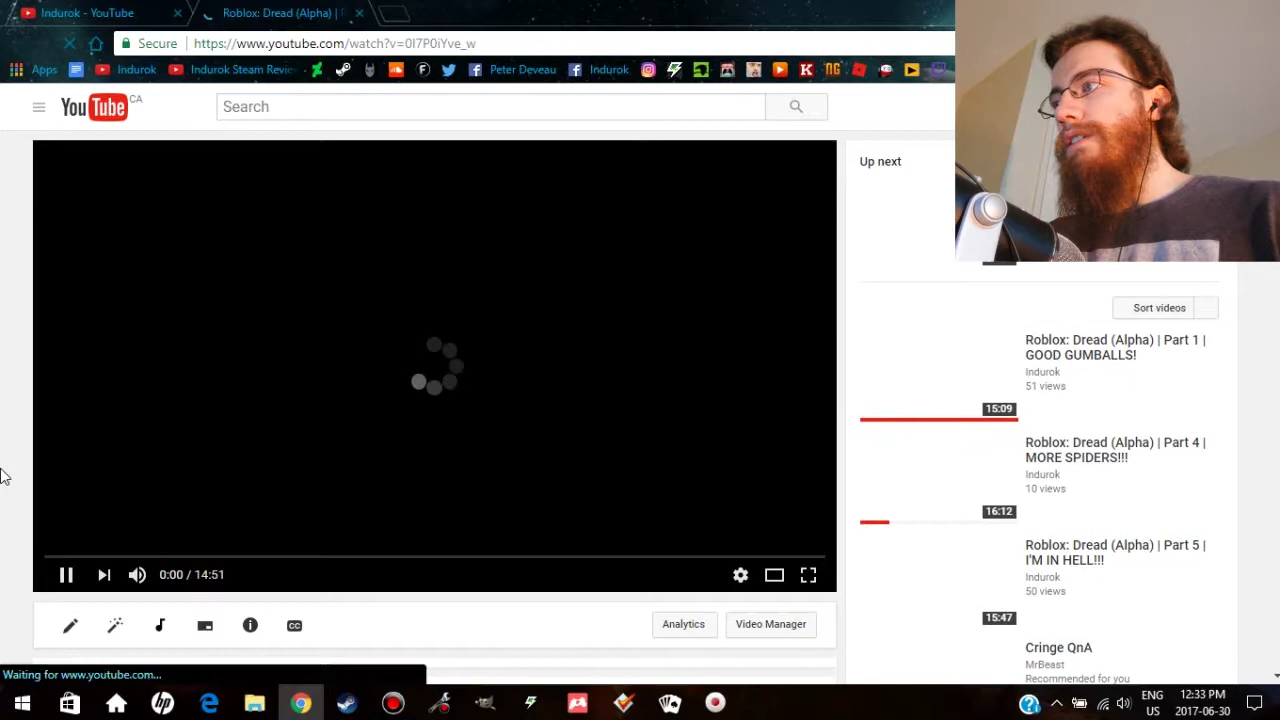 Indurok - YouTube
Roblox: Dread (Alpha) |
Secure
https://www.youtube.com/watch?v=0I7P0iYve_w
Apps
Indurok
Indurok Steam Revie
Peter Deveau
Indurok
YouTube CA
Search
Up next
Sort videos
Roblox: Dread (Alpha) | Part 1 |
GOOD GUMBALLS!
Indurok
51 views
15:09
Roblox: Dread (Alpha) | Part 4 |
MORE SPIDERS!!!
Indurok
10 views
16:12
Roblox: Dread (Alpha) | Part 5 |
I'M IN HELL!!!
Indurok
50 views
15:47
Cringe QnA
MrBeast
Recommended for you
0:00 / 14:51
CC
Analytics
Video Manager
Waiting for www.youtube.com...
ENG
US
12:33 PM
2017-06-30